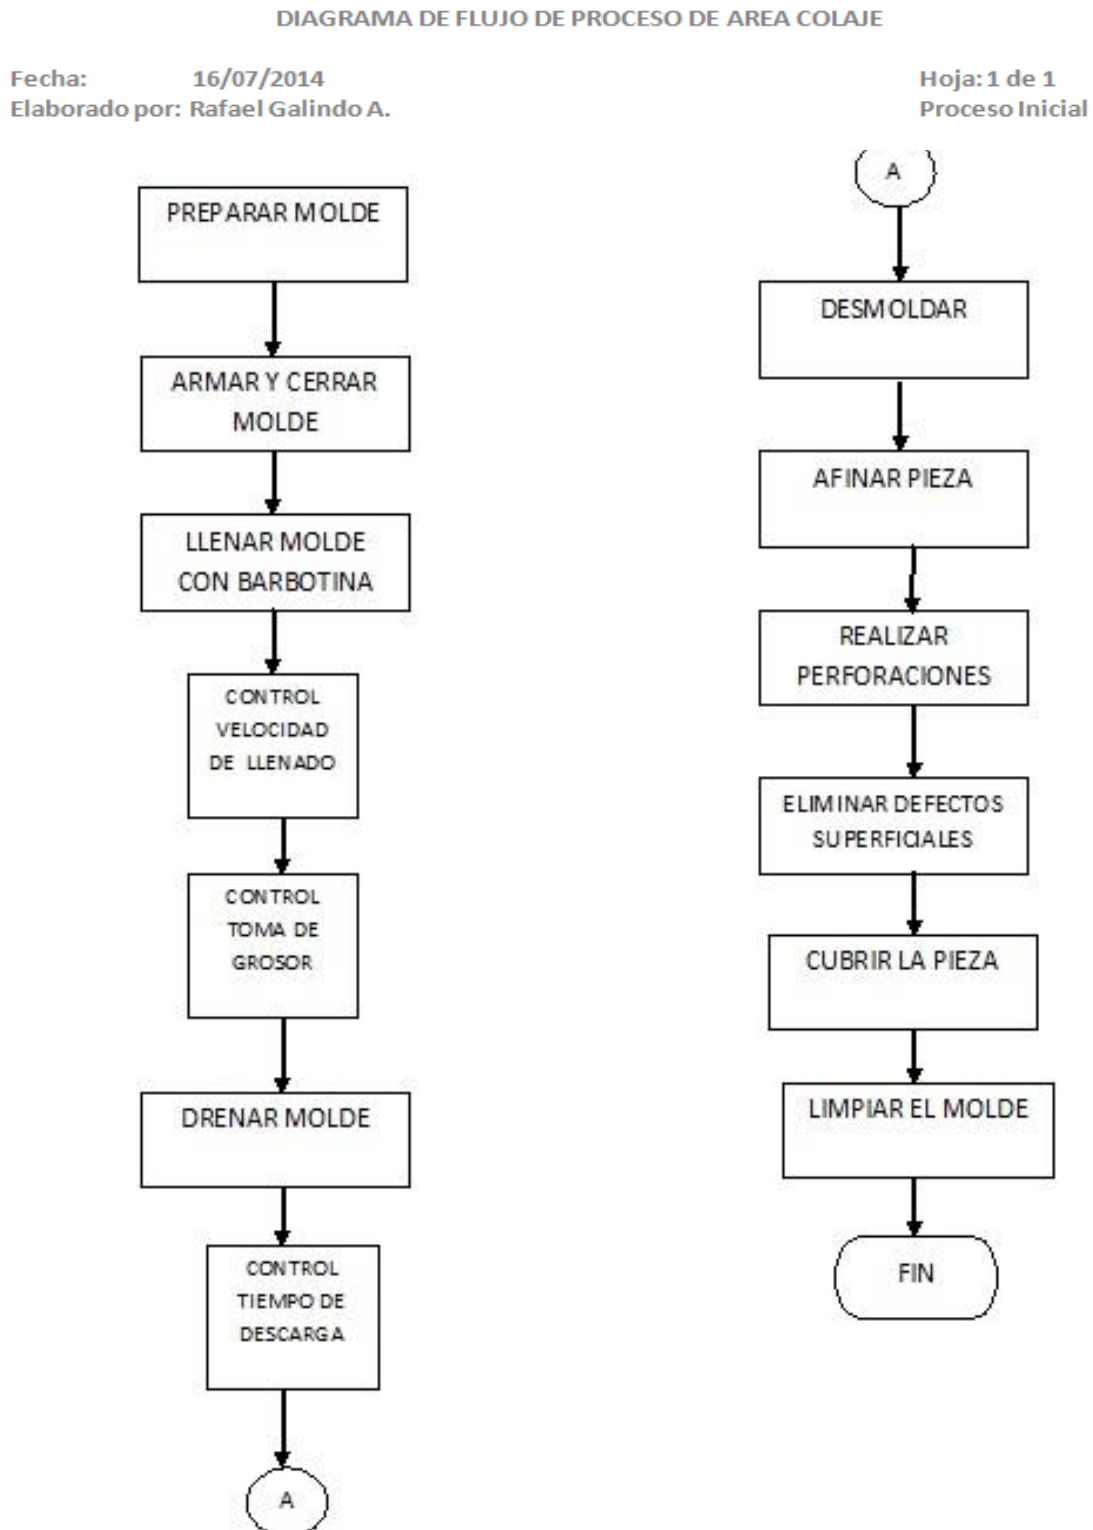 DIAGRAMA DE FLUJO DE PROCESO DE AREA COLAJE
Fecha: 16/07/2014
Elaborado por: Rafael Galindo A.
Hoja: 1 de 1
Proceso Inicial
PREPARAR MOLDE
ARMAR Y CERRAR
MOLDE
LLENAR MOLDE
CON BARBOTINA
CONTROL
VELOCIDAD
DE LLENADO
CONTROL
TOMA DE
GROSOR
DRENAR MOLDE
CONTROL
TIEMPO DE
DESCARGA
A
A
DESMOLDAR
AFINAR PIEZA
REALIZAR
PERFORACIONES
ELIMINAR DEFECTOS
SUPERFICIALES
CUBRIR LA PIEZA
LIMPIAR EL MOLDE
FIN